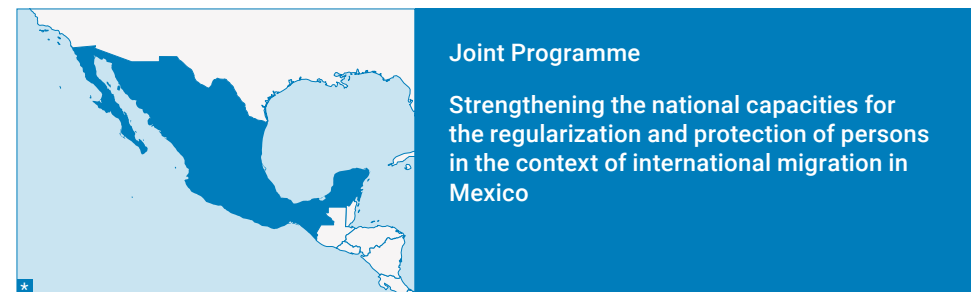 Joint Programme
Strengthening the national capacities for
the regularization and protection of persons
in the context of international migration in
Mexico
*